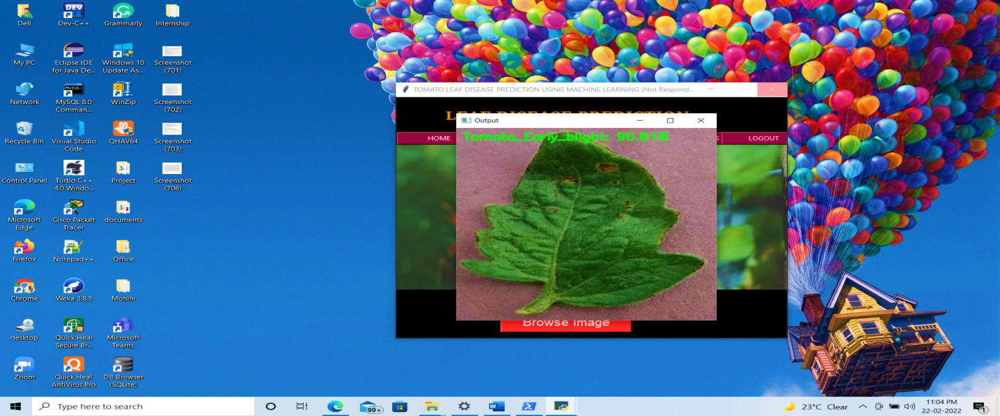 Dell
Dev-C++
Grammarly
Internship
My PC
Eclipse IDE
for Java De...
Windows 10
Update As...
Screenshot
(701)
Network
MySQL 8.0
Comman...
WinZip
Screenshot
(702)
Recycle Bin
Visual Studio
Code
QHAV64
Screenshot
(703)
Control Panel
Turbo C++
4.0 Windo...
Project
Screenshot
(706)
Microsoft
Edge
Cisco Packet
Tracer
documents
Firefox
Notepad++
Office
Chrome
Weka 3.8.5
Mohini
desktop
Quick Heal
Secure Br...
Microsoft
Teams
Zoom
Quick Heal
AntiVirus Pro
DB Browser
(SQLite)
TOMATO LEAF DISEASE PREDICTION USING MACHINE LEARNING (Not Respond...
LEAF DISEASE PREDICTION
Output
HOME
LOGOUT
Tomato_Early_blight: 90.81%
Browse Image
Type here to search
99+
23°C Clear
11:04 PM
22-02-2022
1